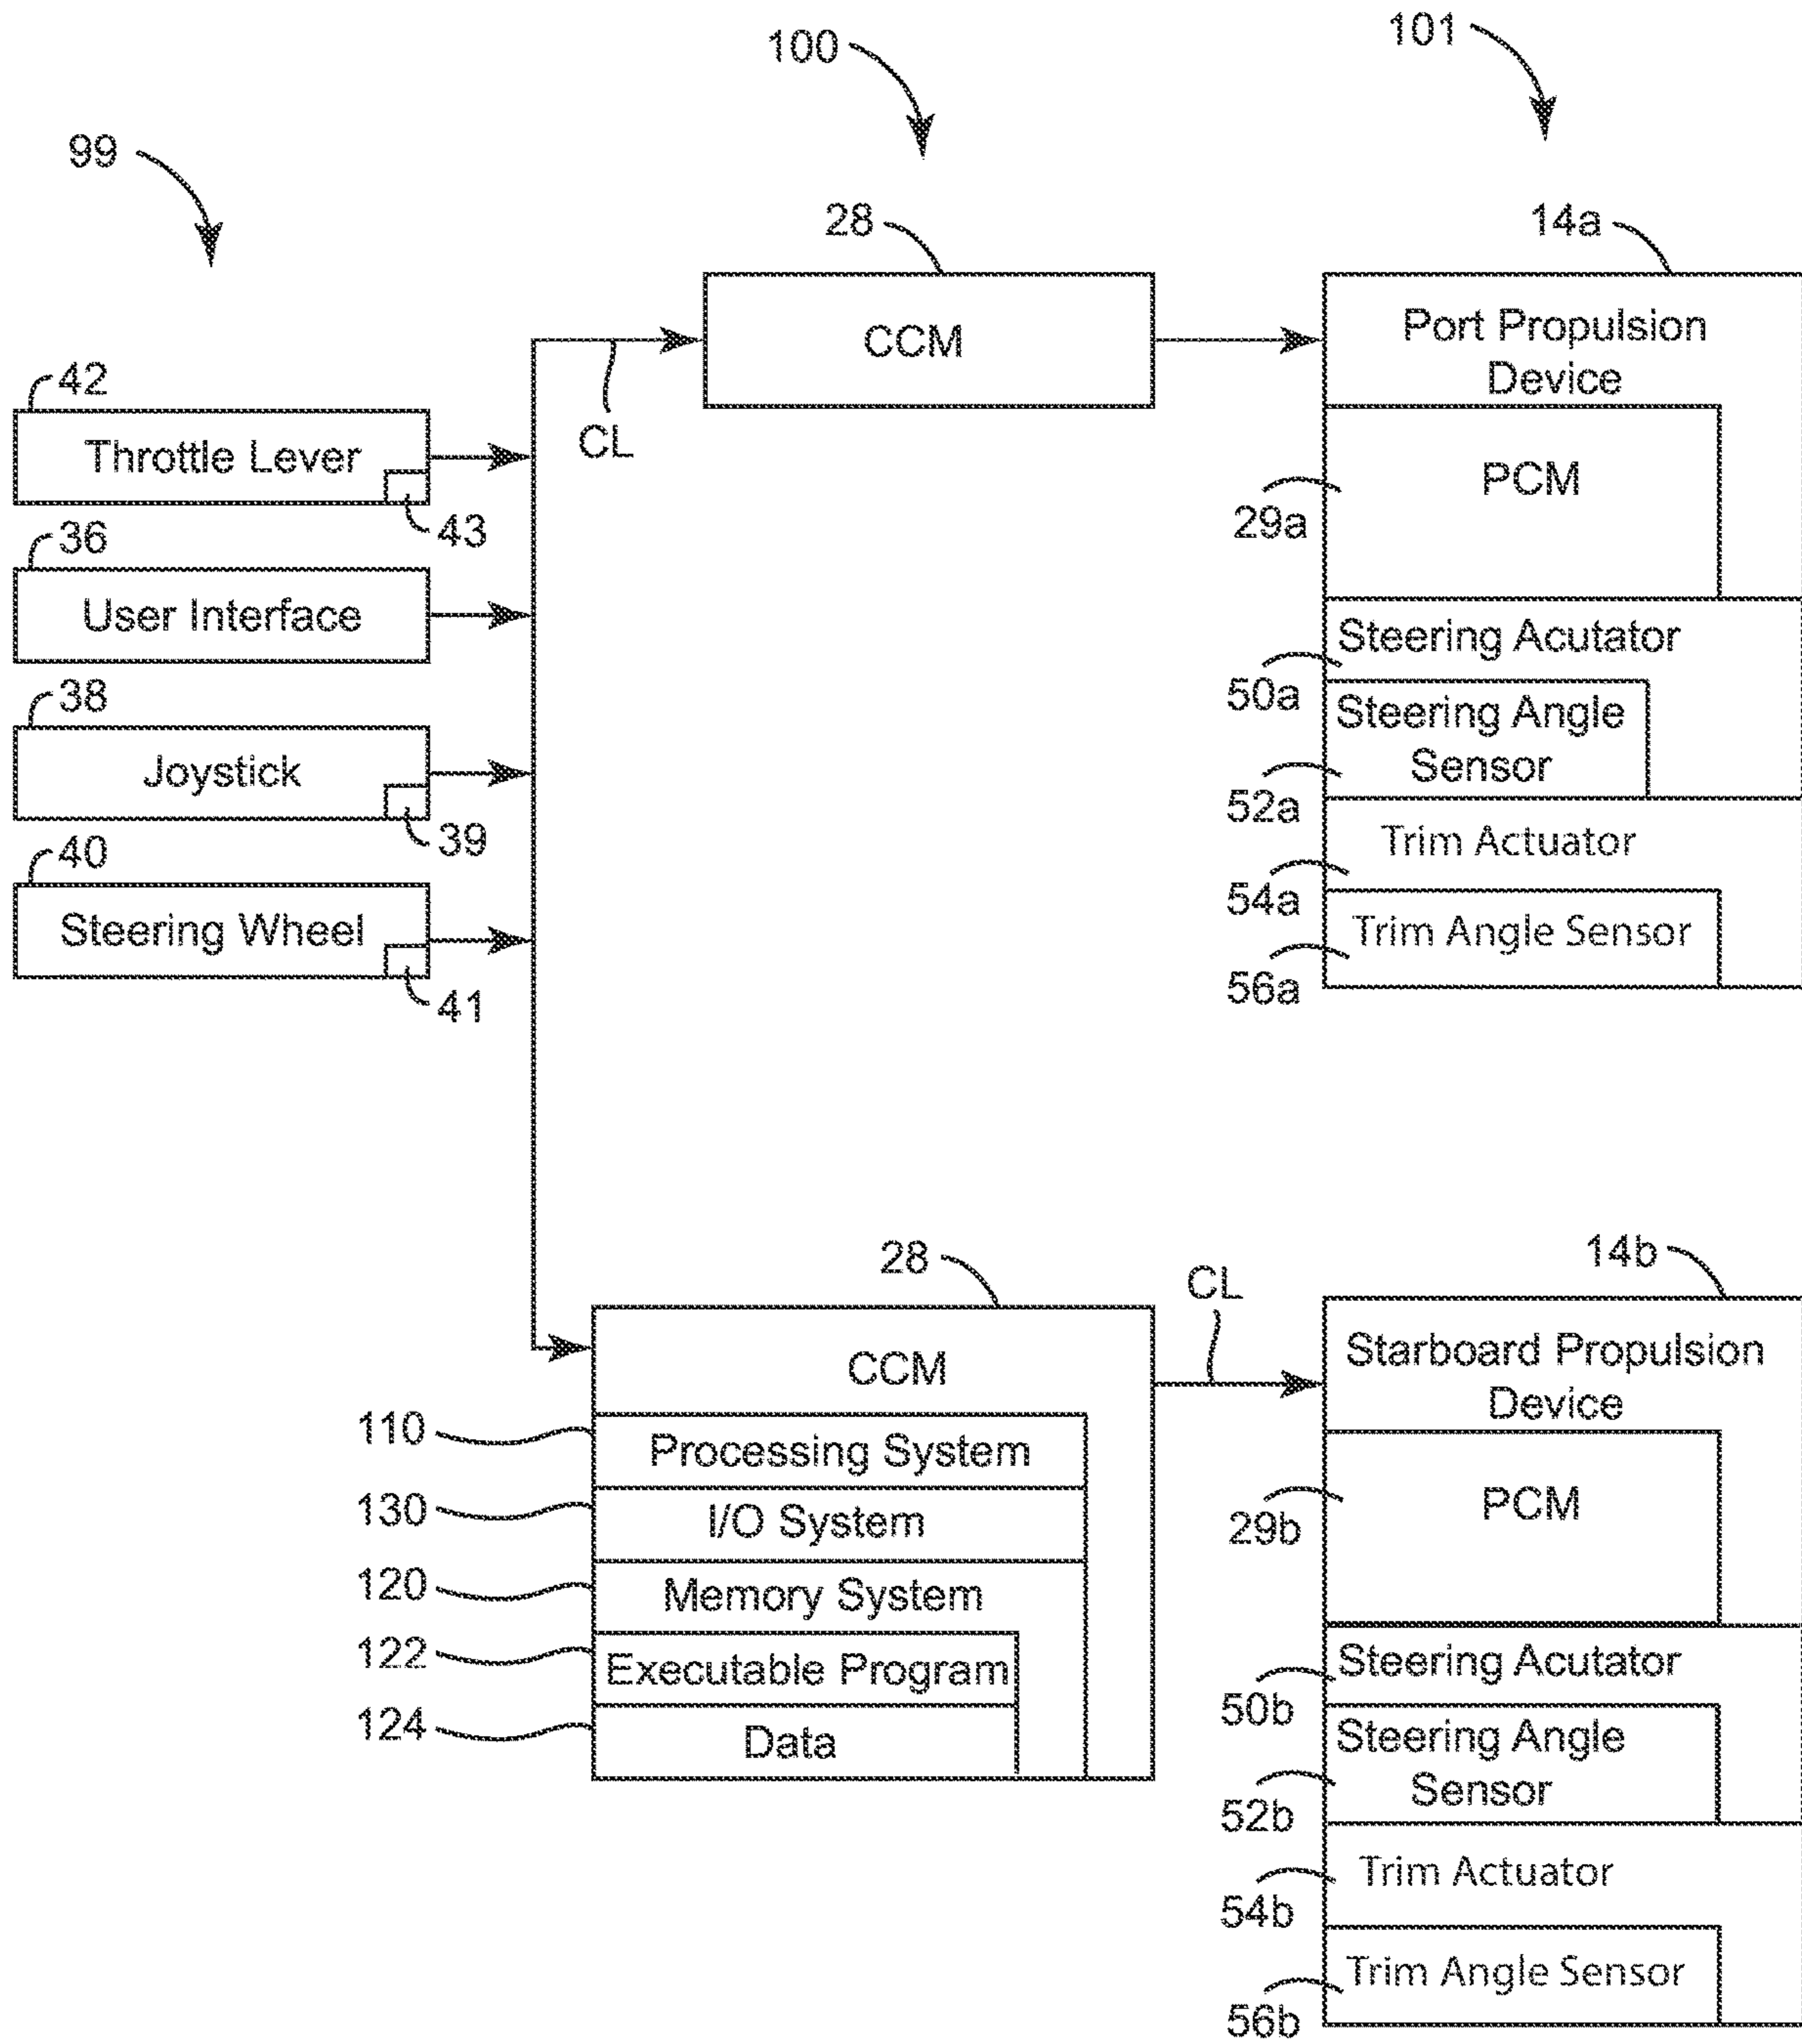 99
100
101
42
Throttle Lever
43
36
User Interface
38
Joystick
39
40
Steering Wheel
41
CL
28
CCM
14a
Port Propulsion
Device
PCM
29a
Steering Acutator
50a
Steering Angle
Sensor
52a
Trim Actuator
54a
Trim Angle Sensor
56a
28
CCM
110
Processing System
130
I/O System
120
Memory System
122
Executable Program
124
Data
CL
14b
Starboard Propulsion
Device
PCM
29b
Steering Acutator
50b
Steering Angle
Sensor
52b
Trim Actuator
54b
Trim Angle Sensor
56b